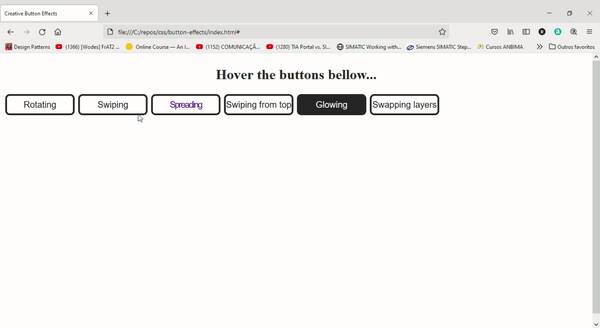 Creative Button Effects
file:///C:/repos/css/button-effects/index.html#
Design Patterns (1366) [Wodes] FrATZ ... Online Course — An I... (1152) COMUNICAÇÃ... (1280) TIA Portal vs. Si... SIMATIC Working with... Siemens SIMATIC Step... Cursos ANBIMA Outros favoritos
Hover the buttons bellow...
Rotating Swiping Spreading Swiping from top Glowing Swapping layers